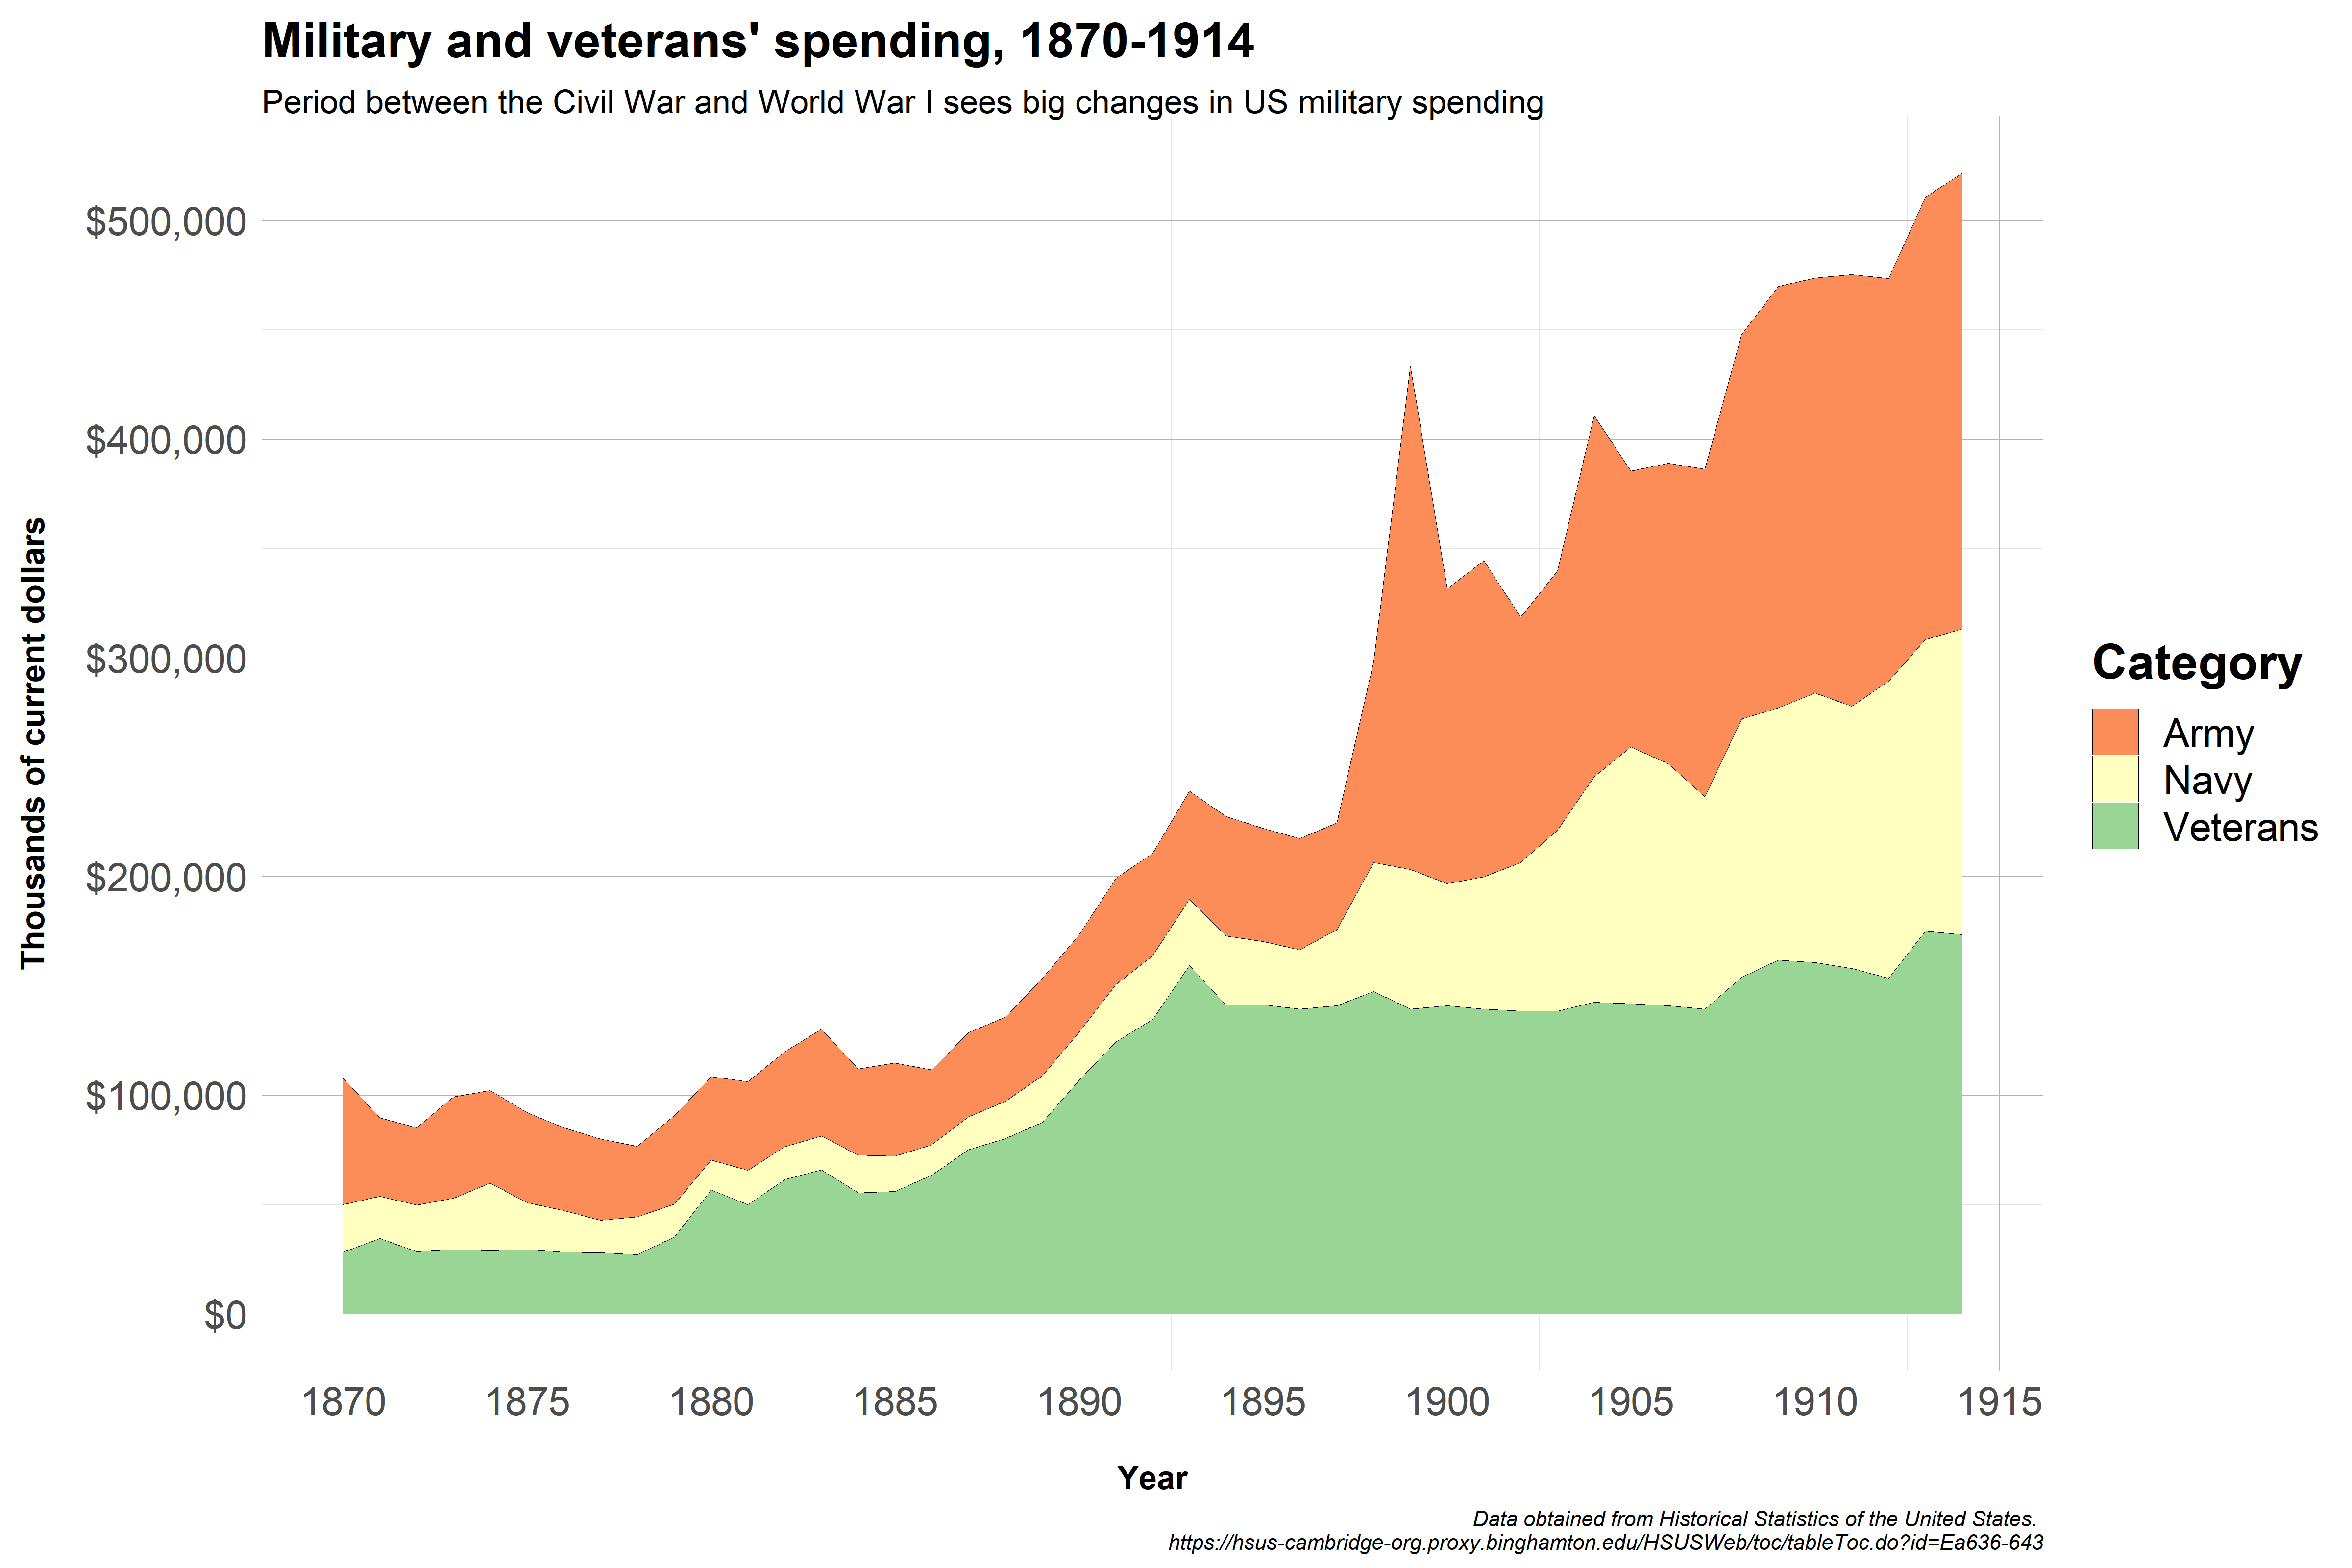 Military and veterans' spending, 1870-1914
Period between the Civil War and World War I sees big changes in US military spending
$500,000
$400,000
$300,000
$200,000
$100,000
$0
Thousands of current dollars
1870 1875 1880 1885 1890 1895 1900 1905 1910 1915
Year
Category
Army
Navy
Veterans
Data obtained from Historical Statistics of the United States.
https://hsus-cambridge-org.proxy.binghamton.edu/HSUSWeb/toc/tableToc.do?id=Ea636-643